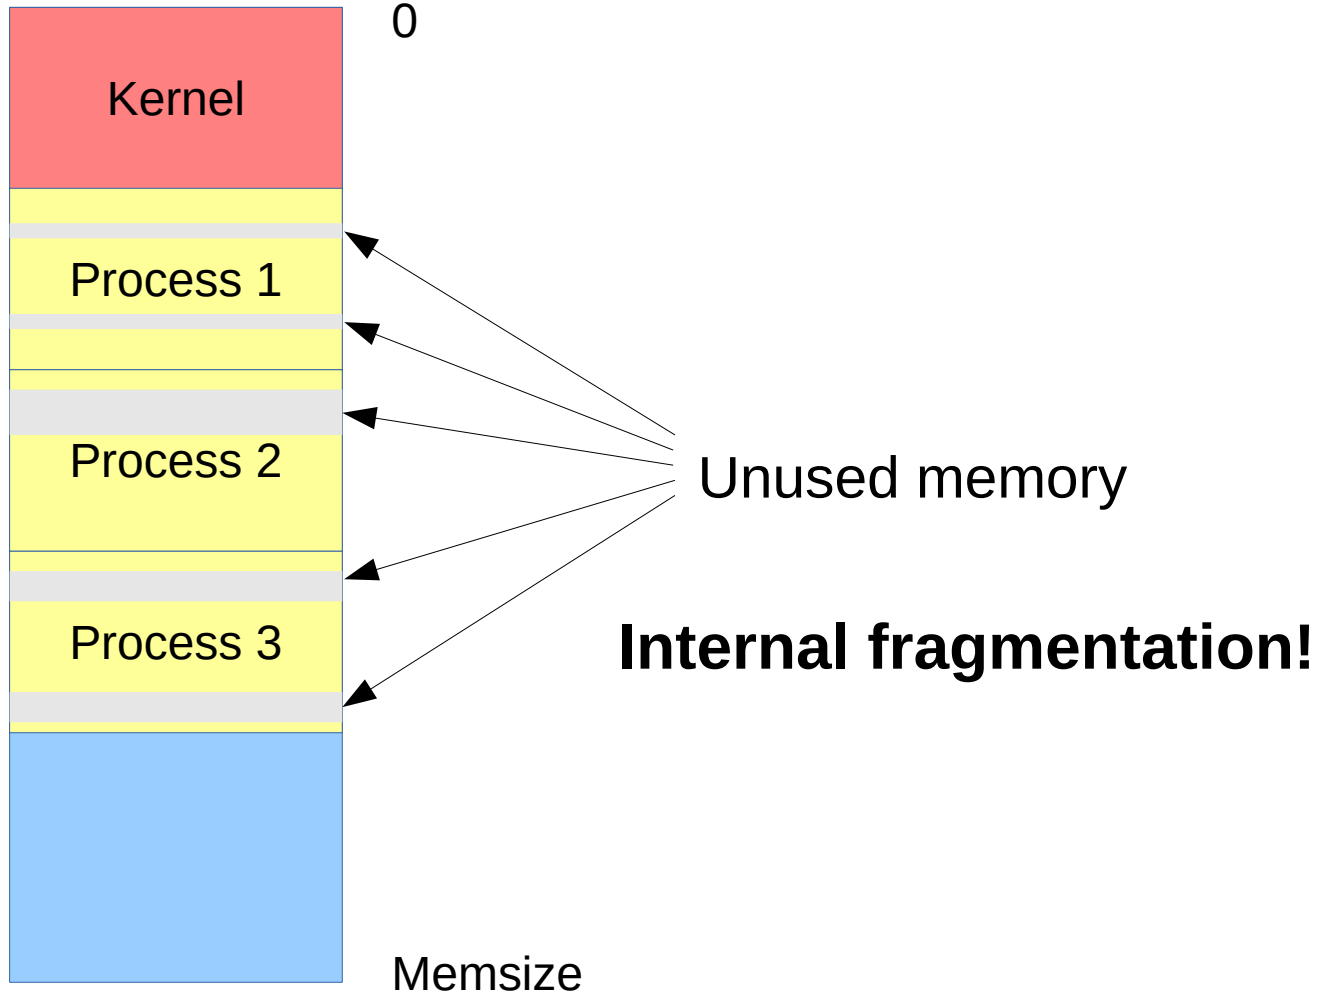 0
Kernel
Process 1
Process 2
Unused memory
Process 3
Internal fragmentation!
Memsize